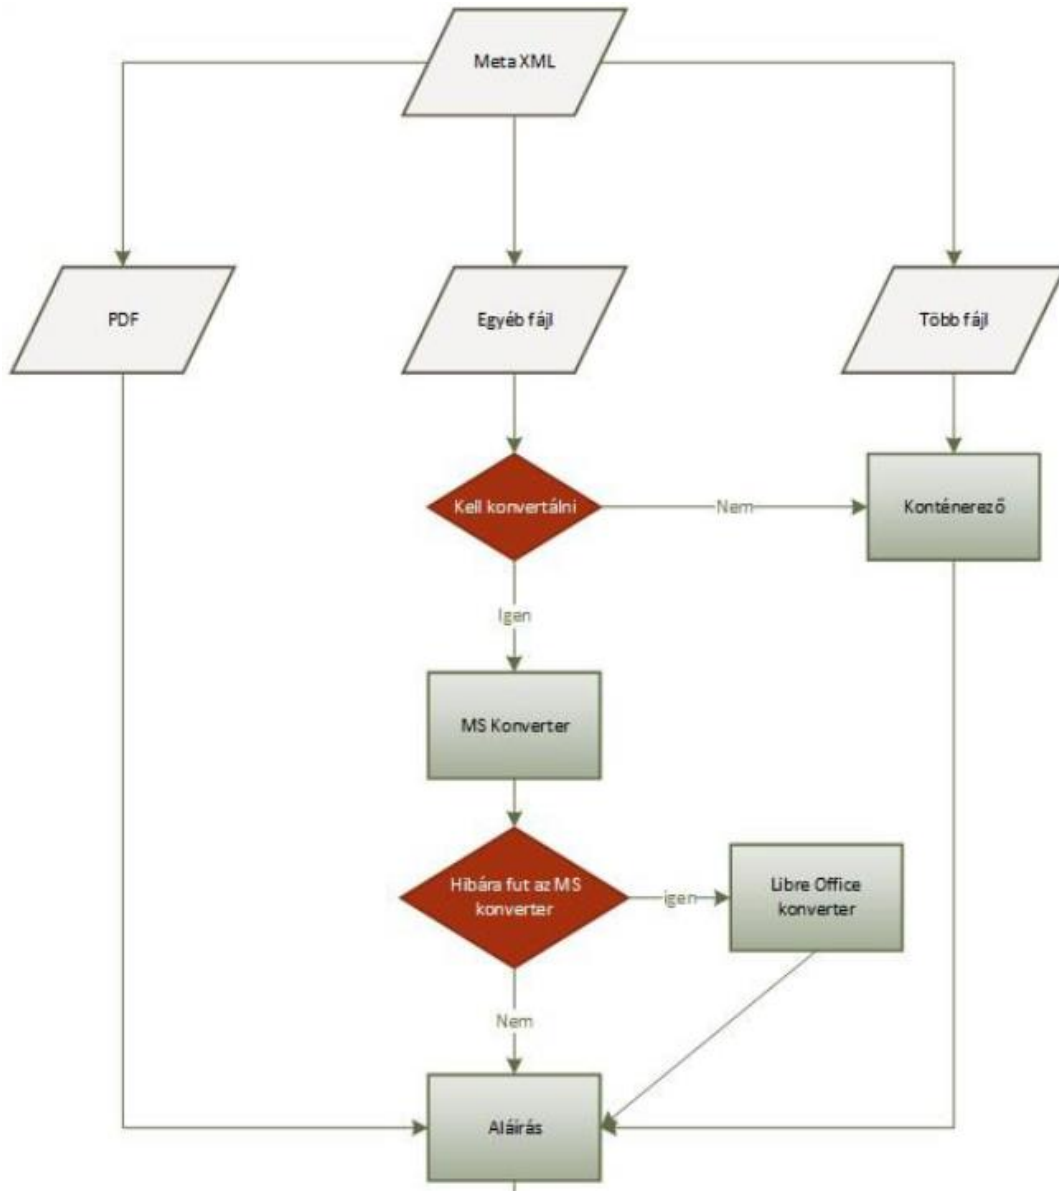 Meta XML
PDF
Egyéb fájl
Több fájl
Kell konvertálni
Nem
Konténerező
Igen
MS Konverter
Hibára fut az MS
konverter
igen
Libre Office
konverter
Nem
Aláírás